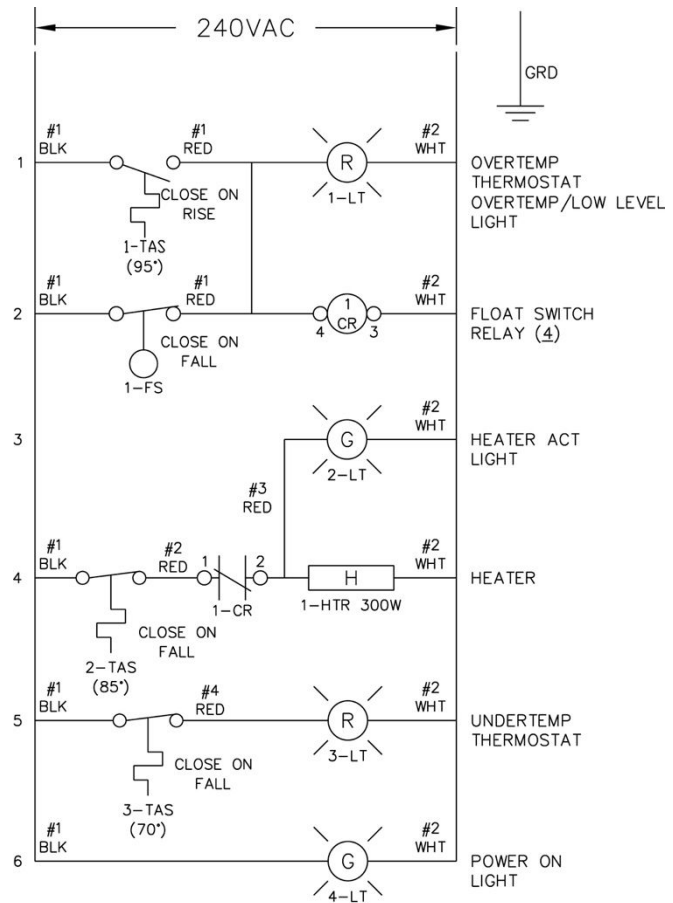 240VAC
GRD
#1
BLK
#1
RED
#2
WHT
1
R
CLOSE ON
RISE
1-LT
OVERTEMP
THERMOSTAT
OVERTEMP/LOW LEVEL
LIGHT
1-TAS
(95°)
#1
BLK
#1
RED
#2
WHT
2
1
CR
4
3
CLOSE ON
FALL
1-FS
FLOAT SWITCH
RELAY (4)
#2
WHT
3
G
2-LT
HEATER ACT
LIGHT
#3
RED
#1
BLK
#2
RED
1
2
#2
WHT
4
H
HEATER
1-CR
1-HTR 300W
CLOSE ON
FALL
2-TAS
(85°)
#1
BLK
#4
RED
#2
WHT
5
R
3-LT
UNDERTEMP
THERMOSTAT
CLOSE ON
FALL
3-TAS
(70°)
#1
BLK
#2
WHT
6
G
4-LT
POWER ON
LIGHT